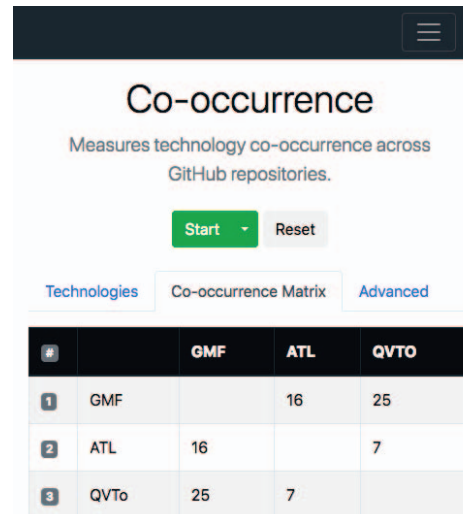 Co-occurrence
Measures technology co-occurrence across
GitHub repositories.
Start Reset
Technologies Co-occurrence Matrix Advanced
# GMF ATL QVTO
1 GMF 16 25
2 ATL 16 7
3 QVTo 25 7